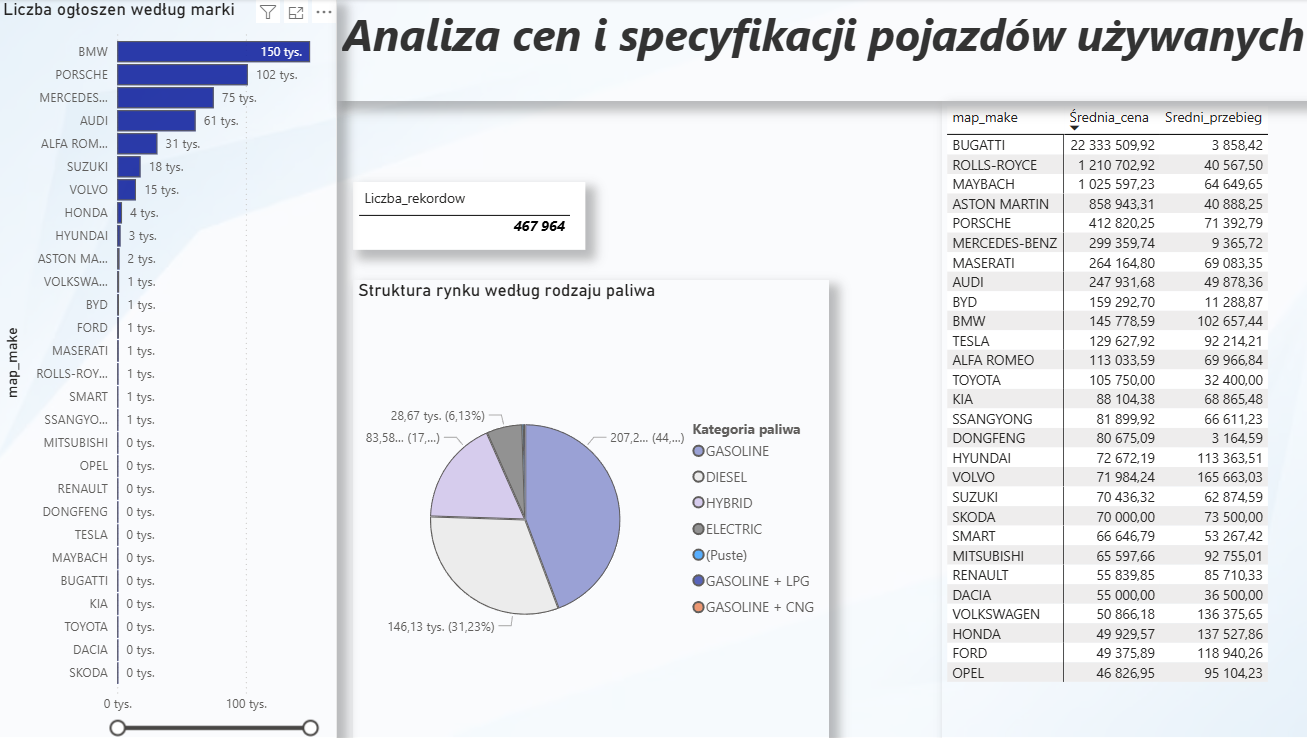 Liczba ogłoszen według marki
Analiza cen i specyfikacji pojazdów używanych
map_make
BMW 150 tys.
PORSCHE 102 tys.
MERCEDES... 75 tys.
AUDI 61 tys.
ALFA ROM... 31 tys.
SUZUKI 18 tys.
VOLVO 15 tys.
HONDA 4 tys.
HYUNDAI 3 tys.
ASTON MA... 2 tys.
VOLKSWA... 1 tys.
BYD 1 tys.
FORD 1 tys.
MASERATI 1 tys.
ROLLS-ROY... 1 tys.
SMART 1 tys.
SSANGYO... 1 tys.
MITSUBISHI 0 tys.
OPEL 0 tys.
RENAULT 0 tys.
DONGFENG 0 tys.
TESLA 0 tys.
MAYBACH 0 tys.
BUGATTI 0 tys.
KIA 0 tys.
TOYOTA 0 tys.
DACIA 0 tys.
SKODA 0 tys.
0 tys. 100 tys.
Liczba_rekordow
467 964
Struktura rynku według rodzaju paliwa
28,67 tys. (6,13%)
83,58... (17,...)
207,2... (44,...)
146,13 tys. (31,23%)
Kategoria paliwa
GASOLINE
DIESEL
HYBRID
ELECTRIC
(Puste)
GASOLINE + LPG
GASOLINE + CNG
map_make Średnia_cena Sredni_przebieg
BUGATTI 22 333 509,92 3 858,42
ROLLS-ROYCE 1 210 702,92 40 567,50
MAYBACH 1 025 597,23 64 649,65
ASTON MARTIN 858 943,31 40 888,25
PORSCHE 412 820,25 71 392,79
MERCEDES-BENZ 299 359,74 9 365,72
MASERATI 264 164,80 69 083,35
AUDI 247 931,68 49 878,36
BYD 159 292,70 11 288,87
BMW 145 778,59 102 657,44
TESLA 129 627,92 92 214,21
ALFA ROMEO 113 033,59 69 966,84
TOYOTA 105 750,00 32 400,00
KIA 88 104,38 68 865,48
SSANGYONG 81 899,92 66 611,23
DONGFENG 80 675,09 3 164,59
HYUNDAI 72 672,19 113 363,51
VOLVO 71 984,24 165 663,03
SUZUKI 70 436,32 62 874,59
SKODA 70 000,00 73 500,00
SMART 66 646,79 53 267,42
MITSUBISHI 65 597,66 92 755,01
RENAULT 55 839,85 85 710,33
DACIA 55 000,00 36 500,00
VOLKSWAGEN 50 866,18 136 375,65
HONDA 49 929,57 137 527,86
FORD 49 375,89 118 940,26
OPEL 46 826,95 95 104,23